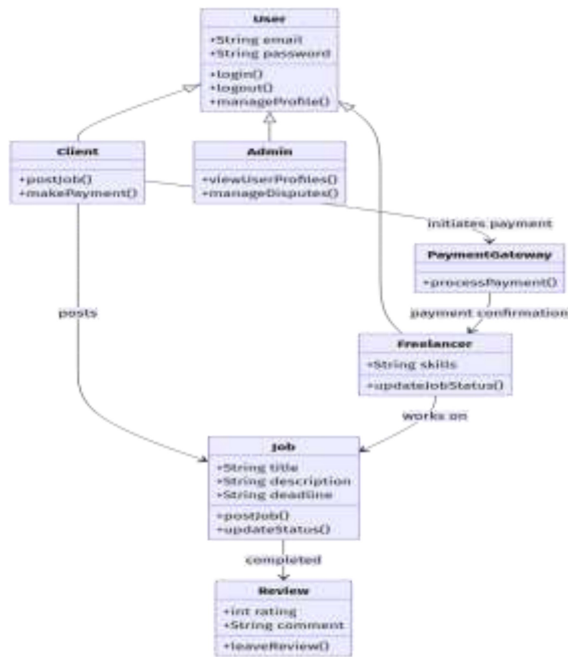 User
+String email
+String password
+login()
+logout()
+manageProfile()
Client
+postJob()
+makePayment()
Admin
+viewUserProfiles()
+manageDisputes()
initiates payment
PaymentGateway
+processPayment()
posts
payment confirmation
Freelancer
+String skills
+updateJobStatus()
works on
Job
+String title
+String description
+String deadline
+postJob()
+updateStatus()
completed
Review
+int rating
+String comment
+leaveReview()